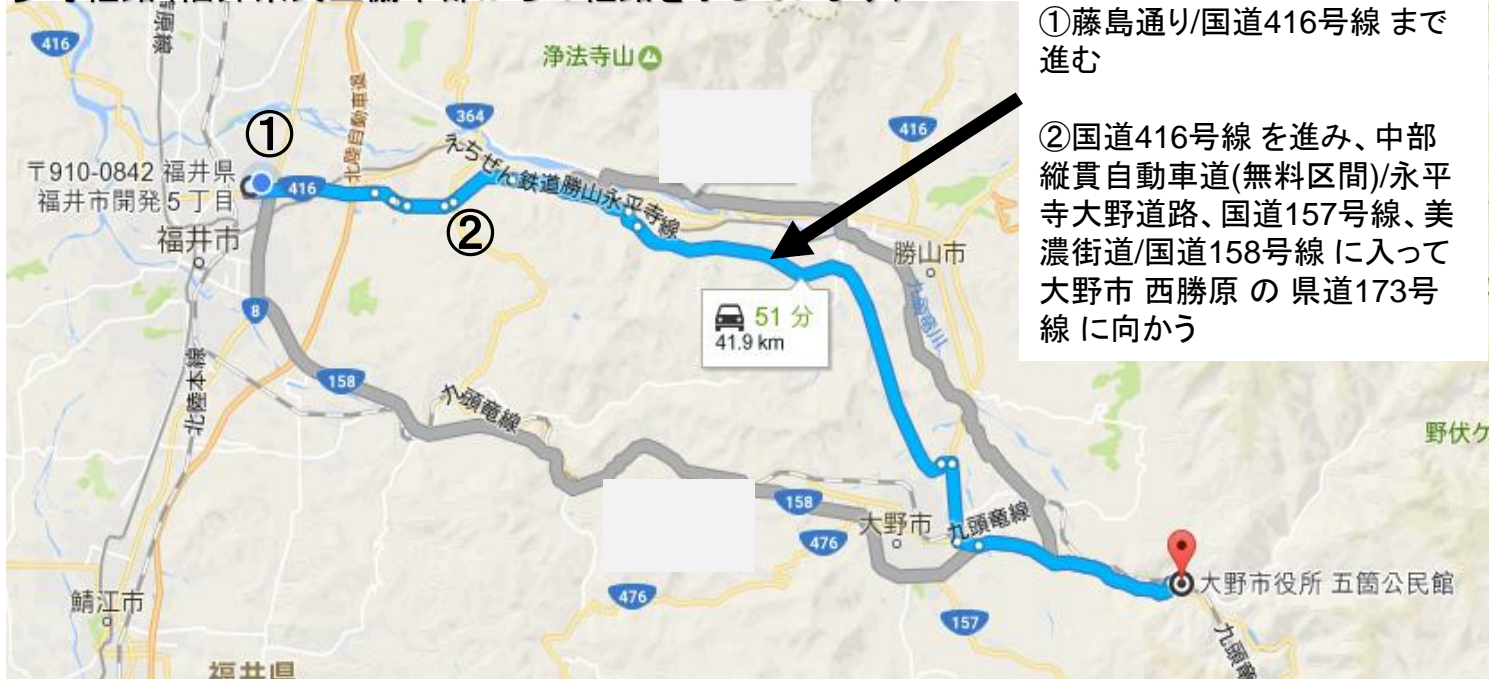 ①藤島通り/国道416号線 まで
進む
②国道416号線 を進み、中部
縦貫自動車道(無料区間)/永平
寺大野道路、国道157号線、美
濃街道/国道158号線 に入って
大野市 西勝原 の 県道173号
線 に向かう
416
浄法寺山
北陸自動車道
364
416
①
〒910-0842 福井県
福井市開発５丁目
416
えちぜん鉄道勝山永平寺線
②
福井市
勝山市
九頭竜川
8
51 分
41.9 km
北陸本線
158
九頭竜線
野伏ケ
158
大野市
九頭竜線
476
大野市役所 五箇公民館
鯖江市
476
157
九頭竜
福井県